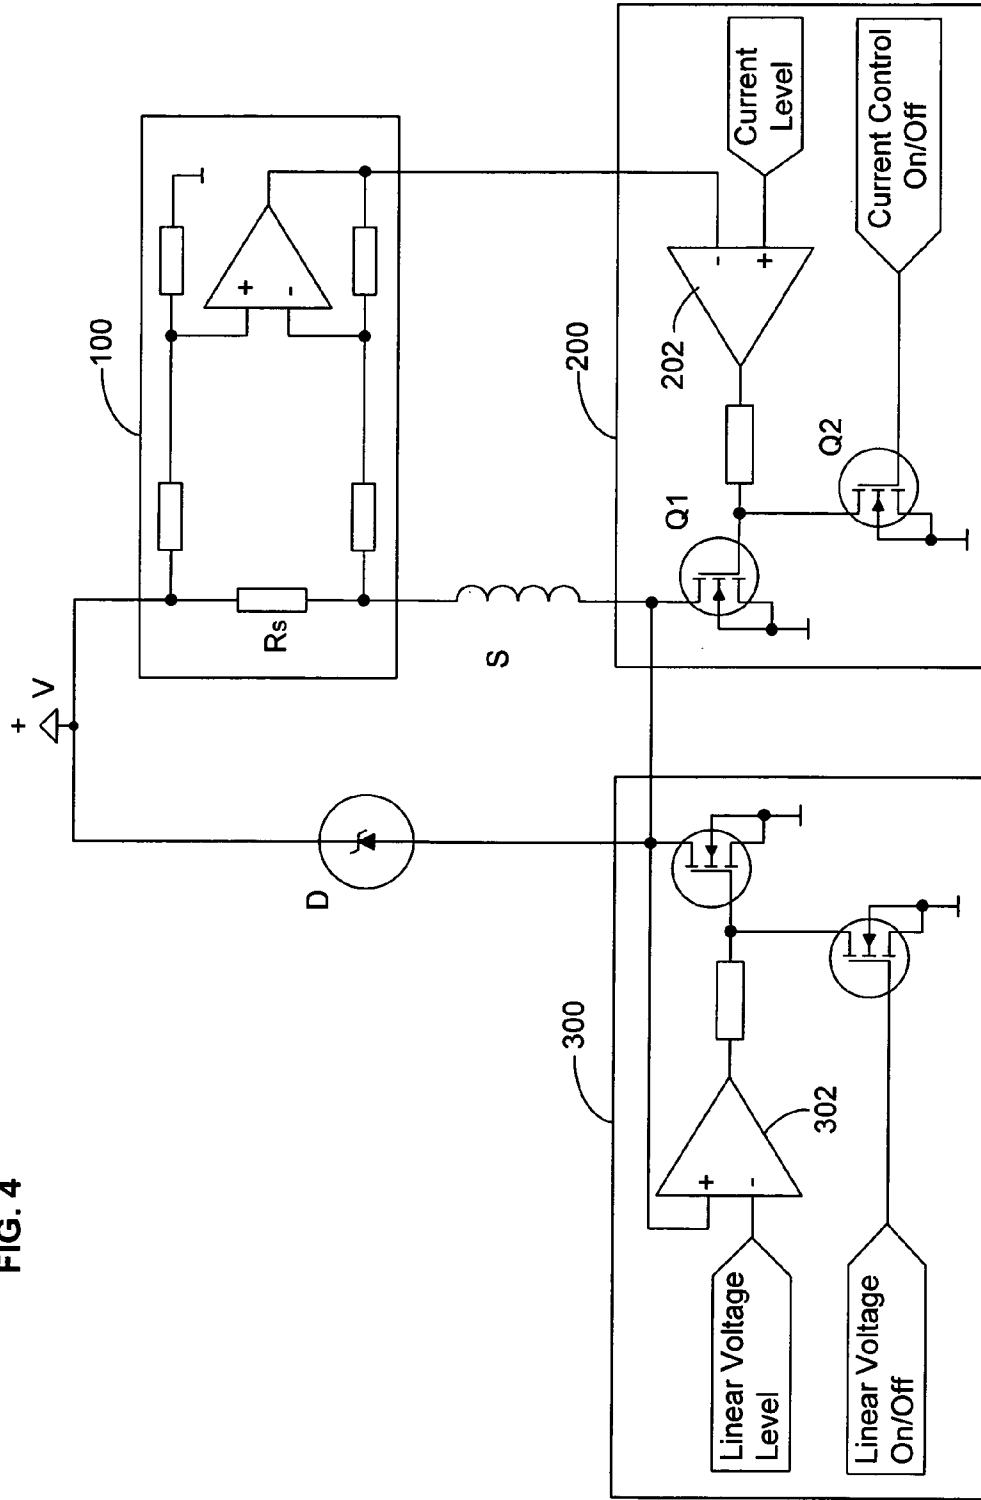 FIG. 4
+
V
D
100
Rs
+
-
S
200
Current
Level
Current Control
On/Off
-
+
202
Q1
Q2
300
302
+
-
Linear Voltage
Level
Linear Voltage
On/Off